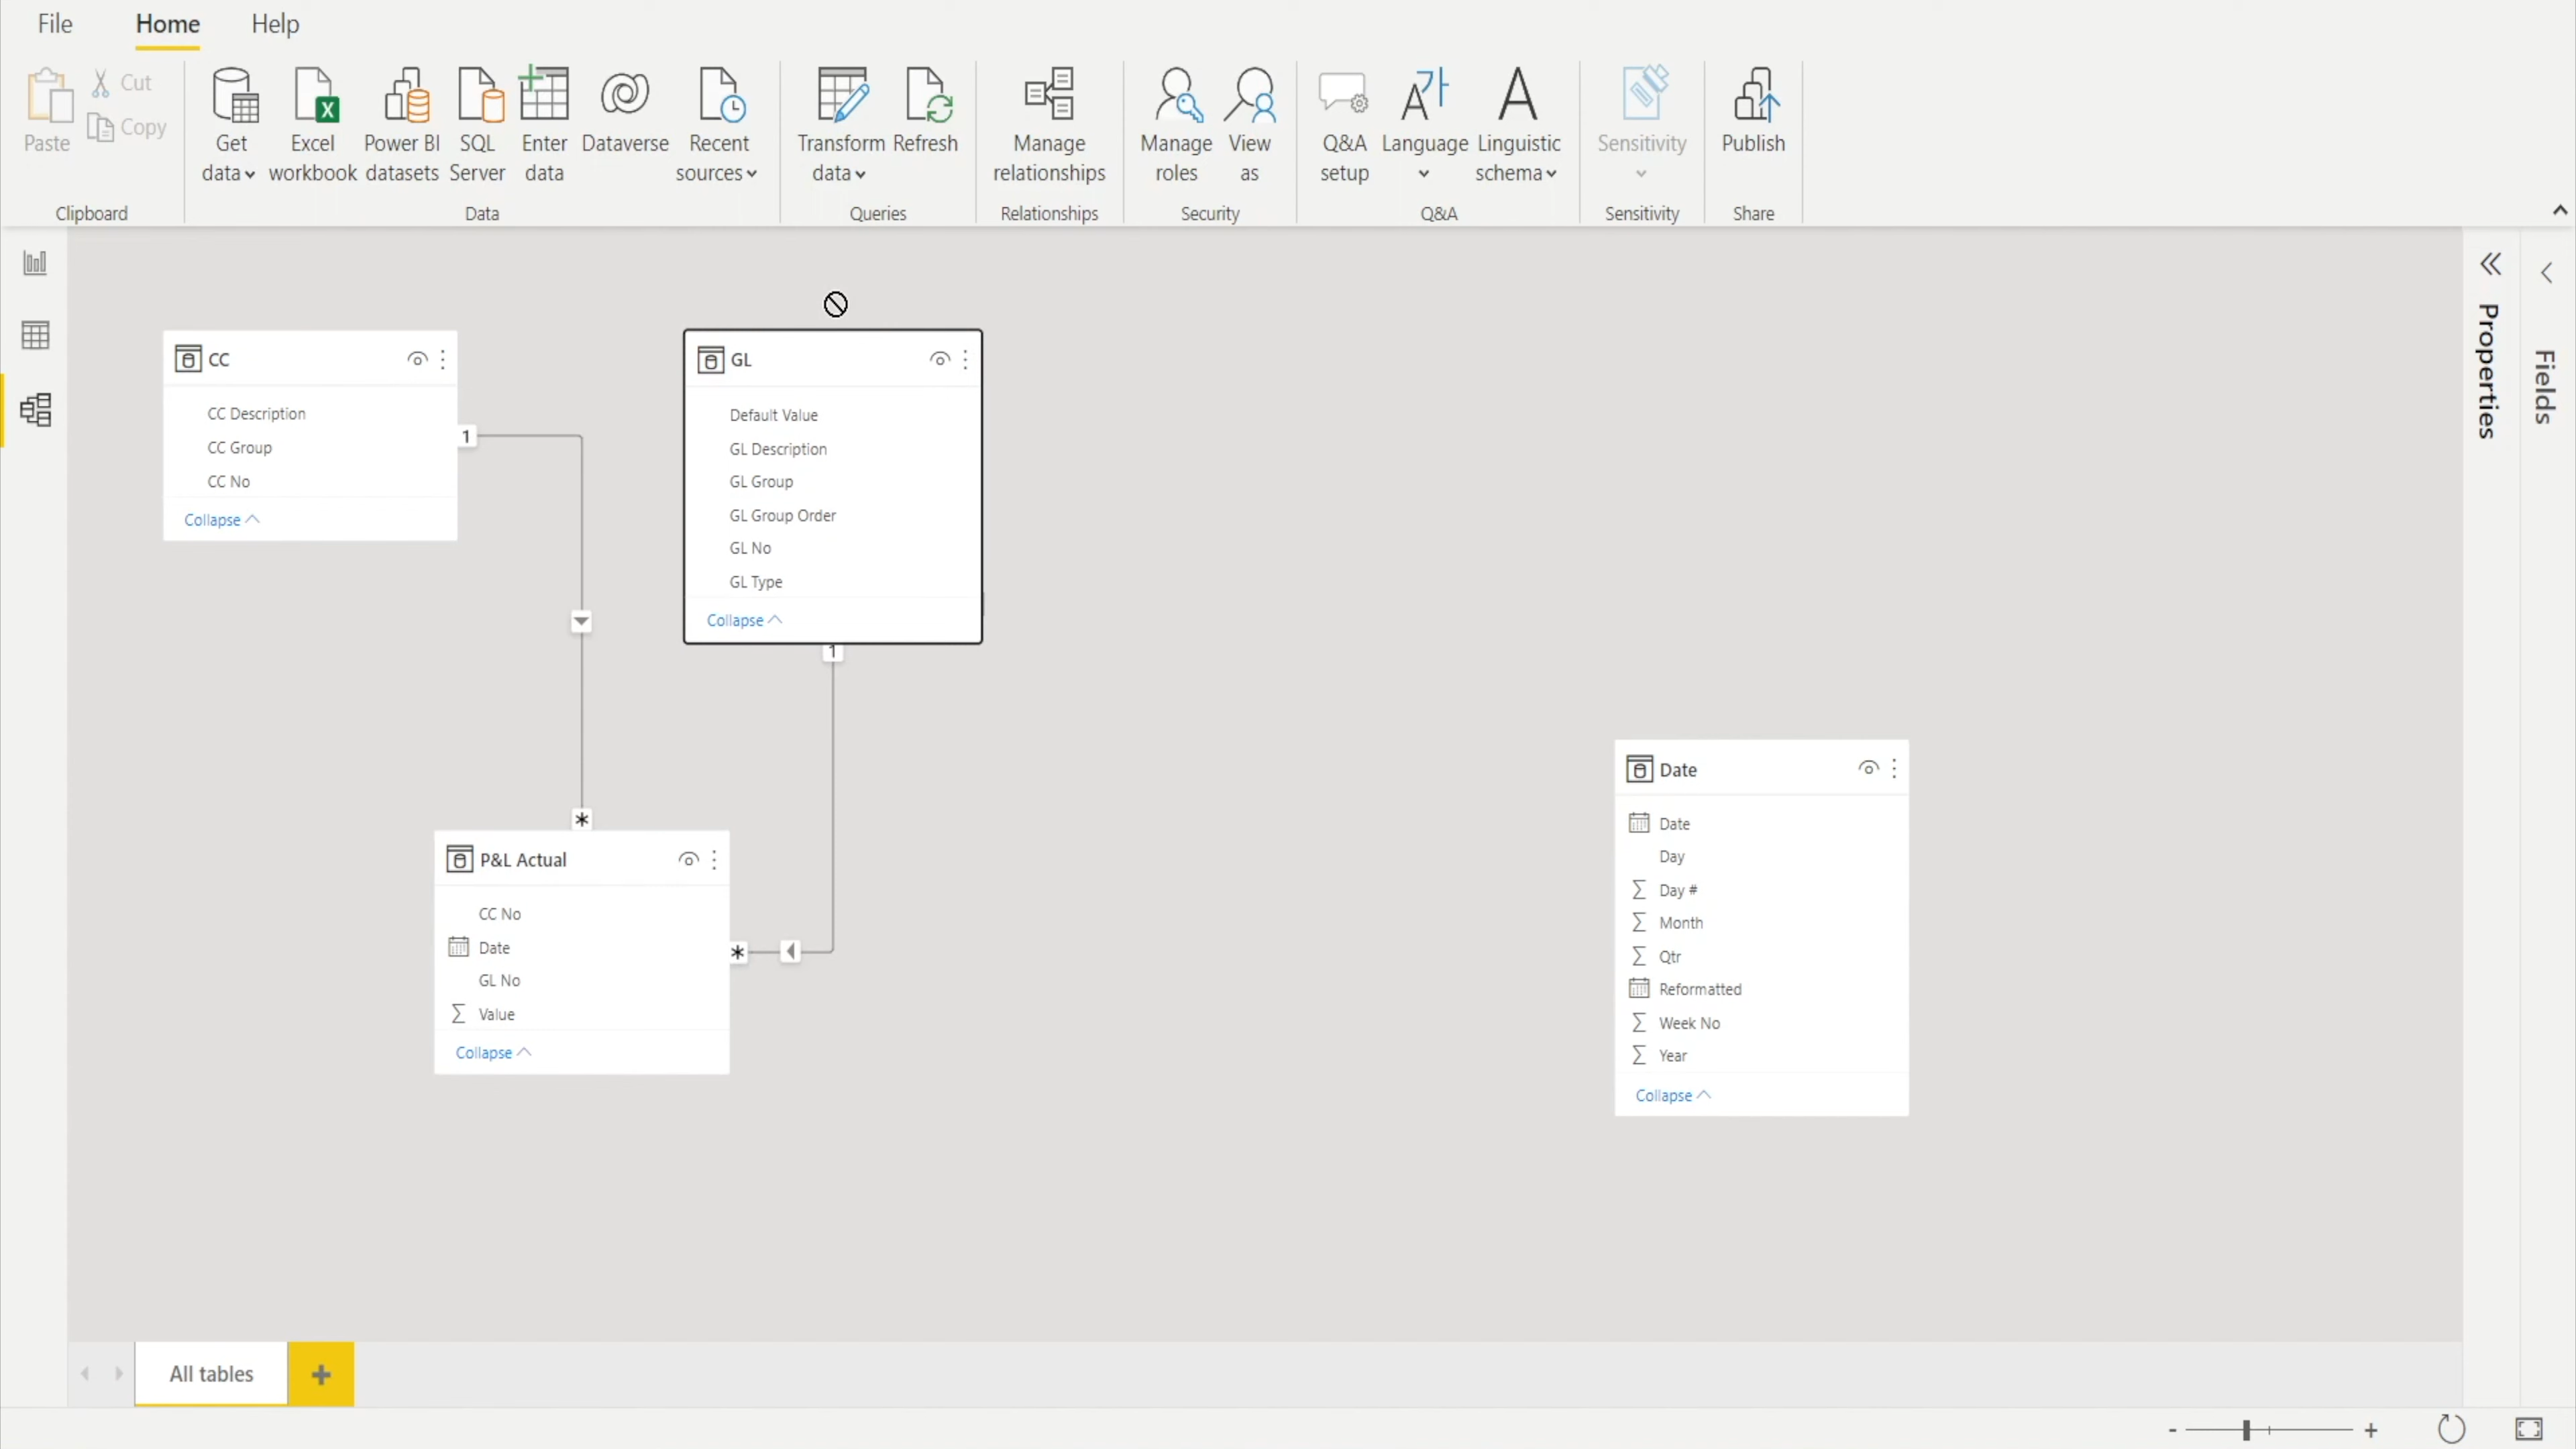 File Home Help
Paste Cut Copy
Get data Excel workbook Power BI datasets SQL Server Enter data Dataverse Recent sources
Transform data Refresh
Manage relationships
Manage roles View as
Q&A setup Language Linguistic schema
Sensitivity
Publish
Clipboard Data Queries Relationships Security Q&A Sensitivity Share
CC
CC Description
CC Group
CC No
Collapse
1
GL
Default Value
GL Description
GL Group
GL Group Order
GL No
GL Type
Collapse
1
*
P&L Actual
CC No
Date
GL No
Value
Collapse
*
Date
Date
Day
Day #
Month
Qtr
Reformatted
Week No
Year
Collapse
Properties
Fields
All tables +
- +